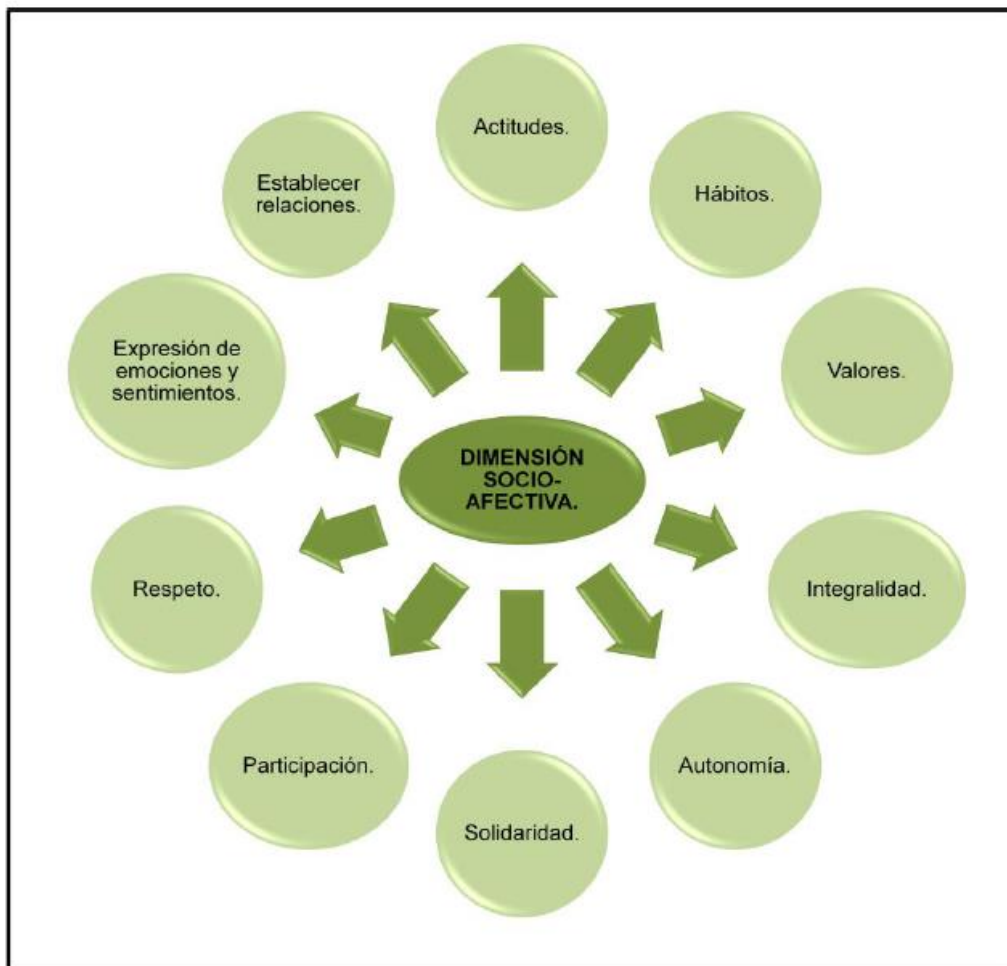 Actitudes.
Hábitos.
Valores.
Integralidad.
Autonomía.
Solidaridad.
Participación.
Respeto.
Expresión de
emociones y
sentimientos.
Establecer
relaciones.
DIMENSIÓN
SOCIO-
AFECTIVA.